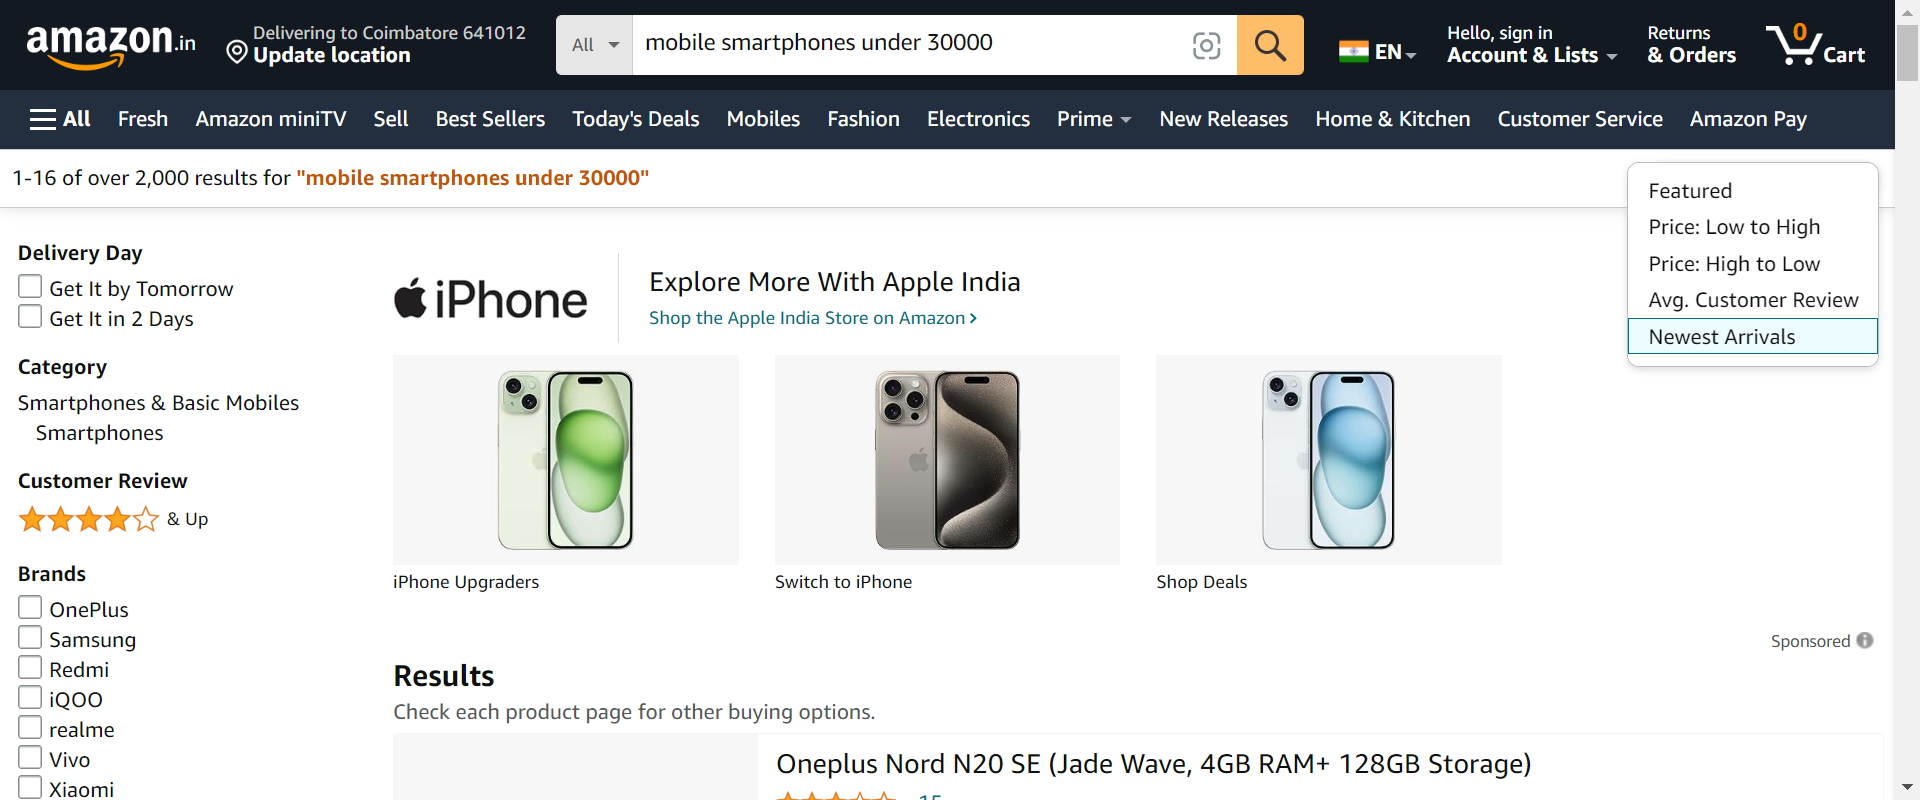 amazon.in
Delivering to Coimbatore 641012
Update location
All
mobile smartphones under 30000
EN
Hello, sign in
Account & Lists
Returns
& Orders
0
Cart
All
Fresh
Amazon miniTV
Sell
Best Sellers
Today's Deals
Mobiles
Fashion
Electronics
Prime
New Releases
Home & Kitchen
Customer Service
Amazon Pay
1-16 of over 2,000 results for "mobile smartphones under 30000"
Featured
Price: Low to High
Price: High to Low
Avg. Customer Review
Newest Arrivals
Delivery Day
Get It by Tomorrow
Get It in 2 Days
Category
Smartphones & Basic Mobiles
Smartphones
Customer Review
& Up
Brands
OnePlus
Samsung
Redmi
iQOO
realme
Vivo
Xiaomi
iPhone
Explore More With Apple India
Shop the Apple India Store on Amazon
iPhone Upgraders
Switch to iPhone
Shop Deals
Sponsored
Results
Check each product page for other buying options.
Oneplus Nord N20 SE (Jade Wave, 4GB RAM+ 128GB Storage)